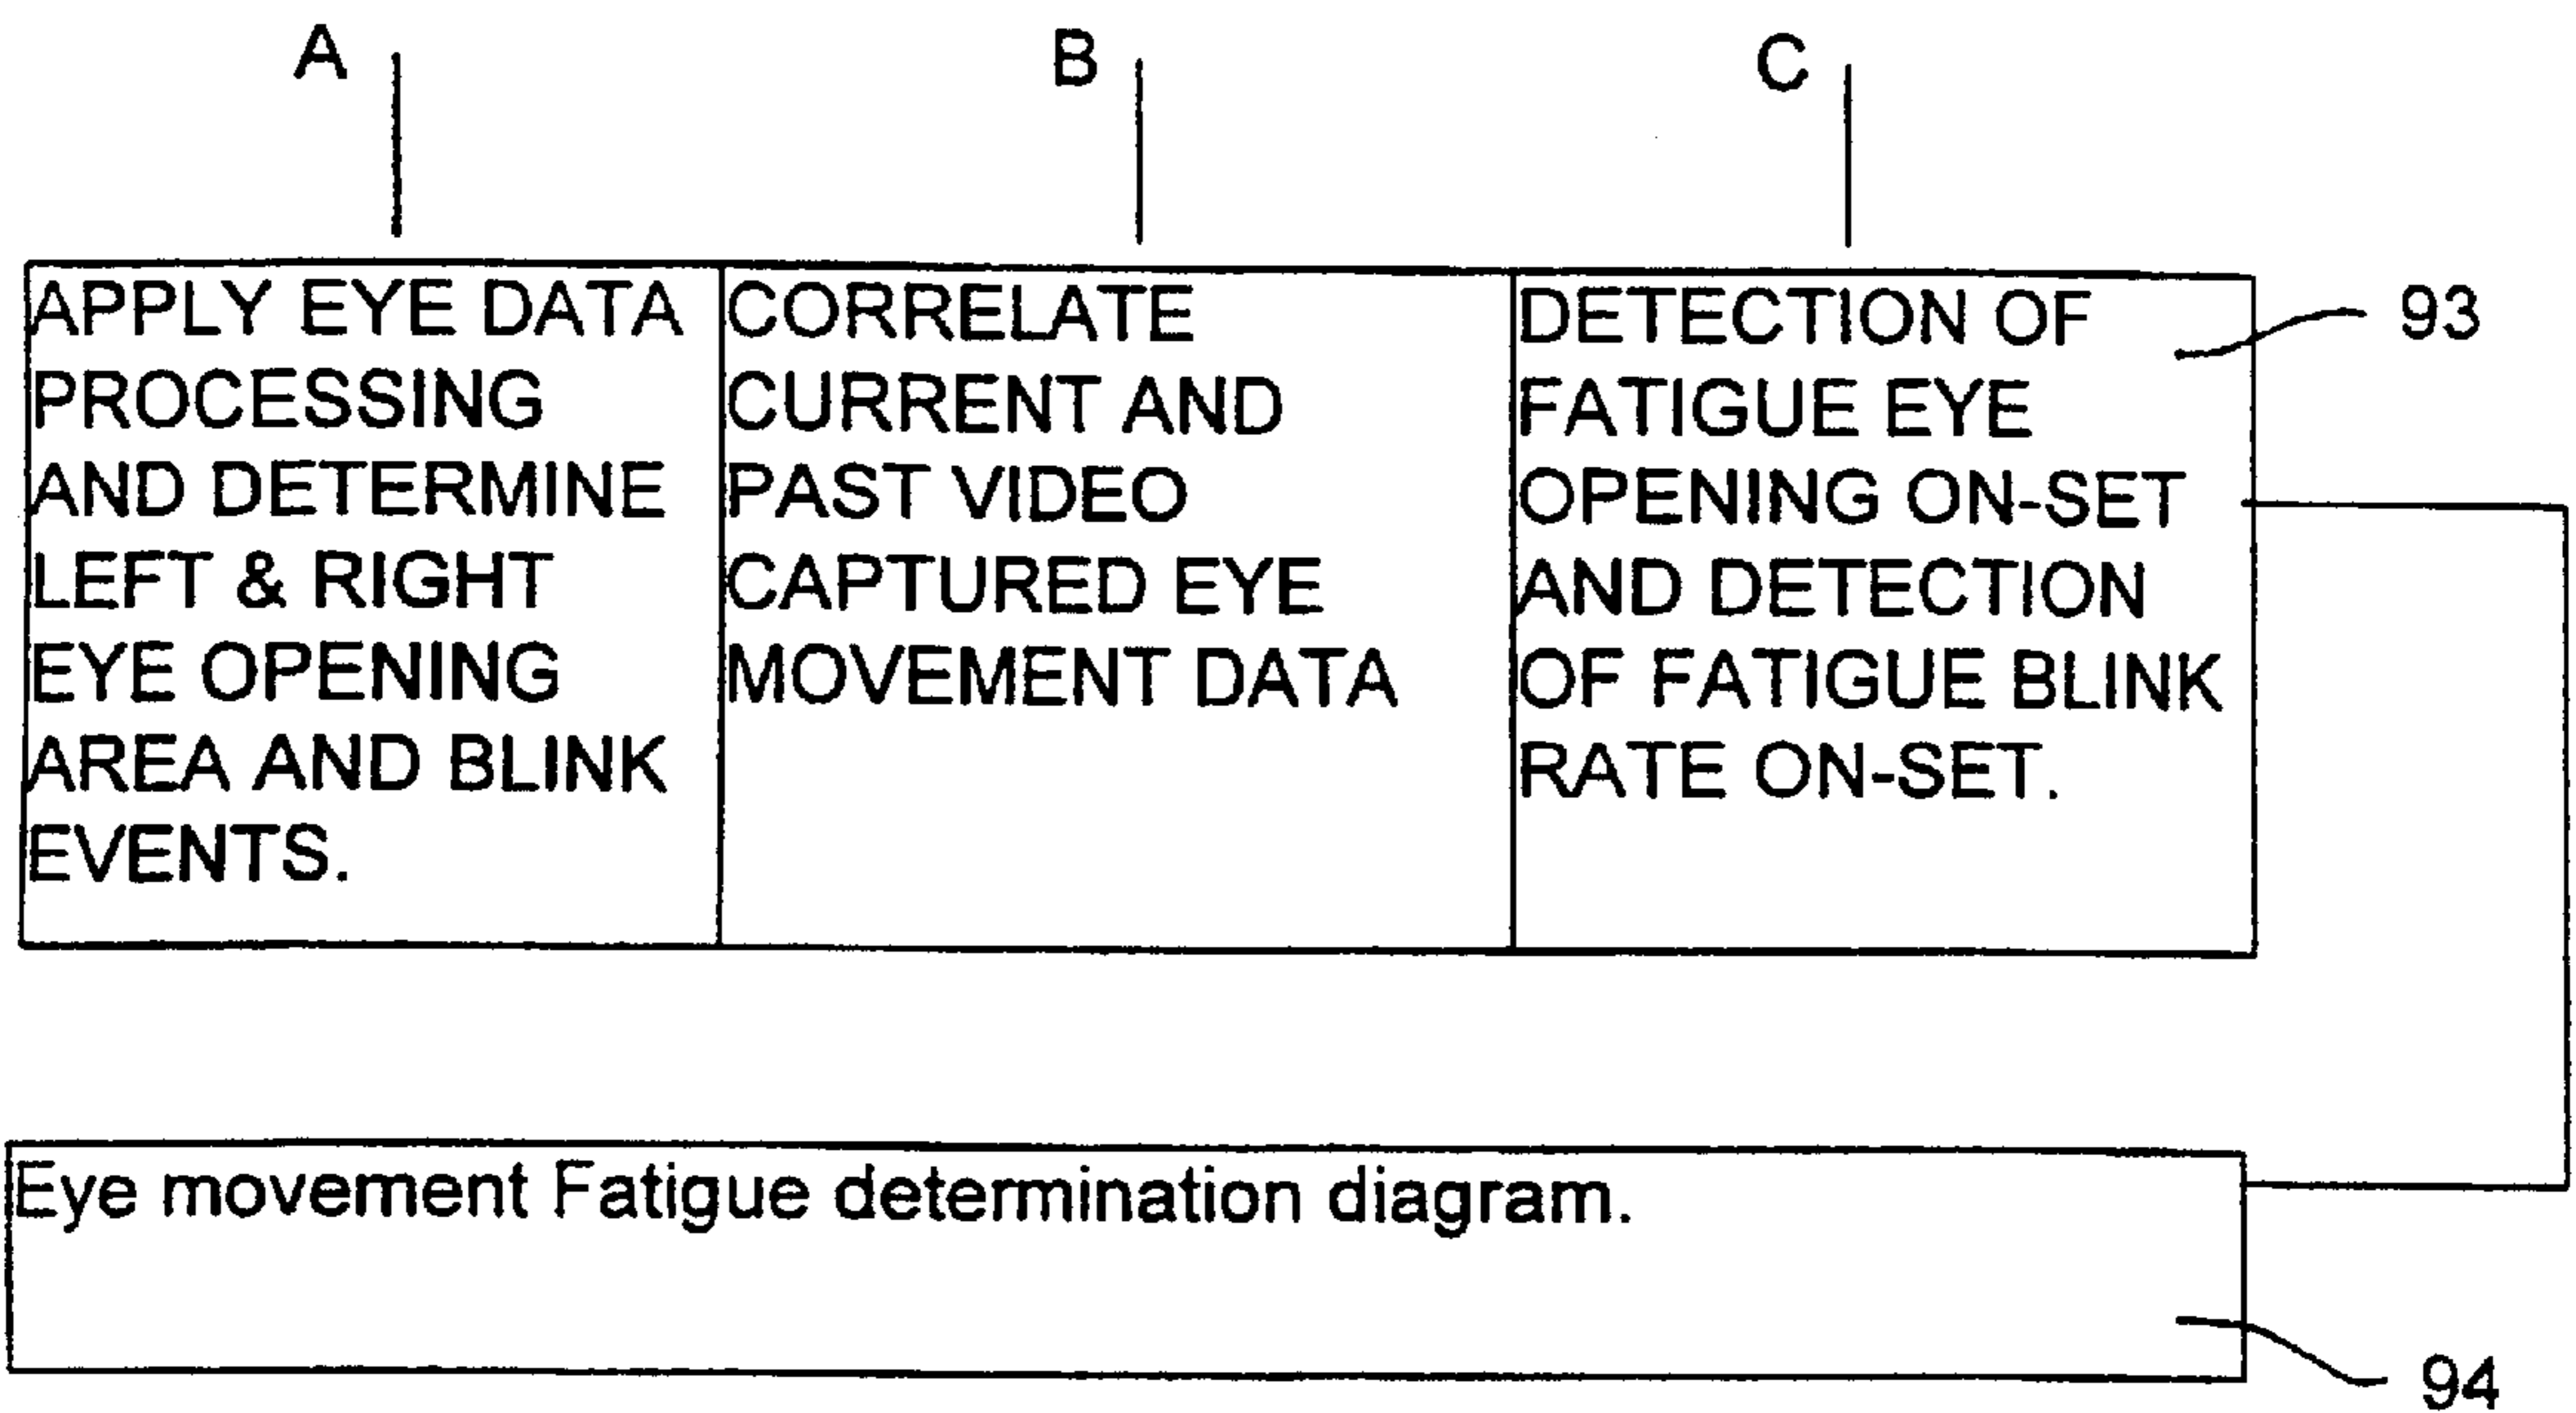 A
B
C
APPLY EYE DATA
PROCESSING
AND DETERMINE
LEFT & RIGHT
EYE OPENING
AREA AND BLINK
EVENTS.
CORRELATE
CURRENT AND
PAST VIDEO
CAPTURED EYE
MOVEMENT DATA
DETECTION OF
FATIGUE EYE
OPENING ON-SET
AND DETECTION
OF FATIGUE BLINK
RATE ON-SET.
93
Eye movement Fatigue determination diagram.
94